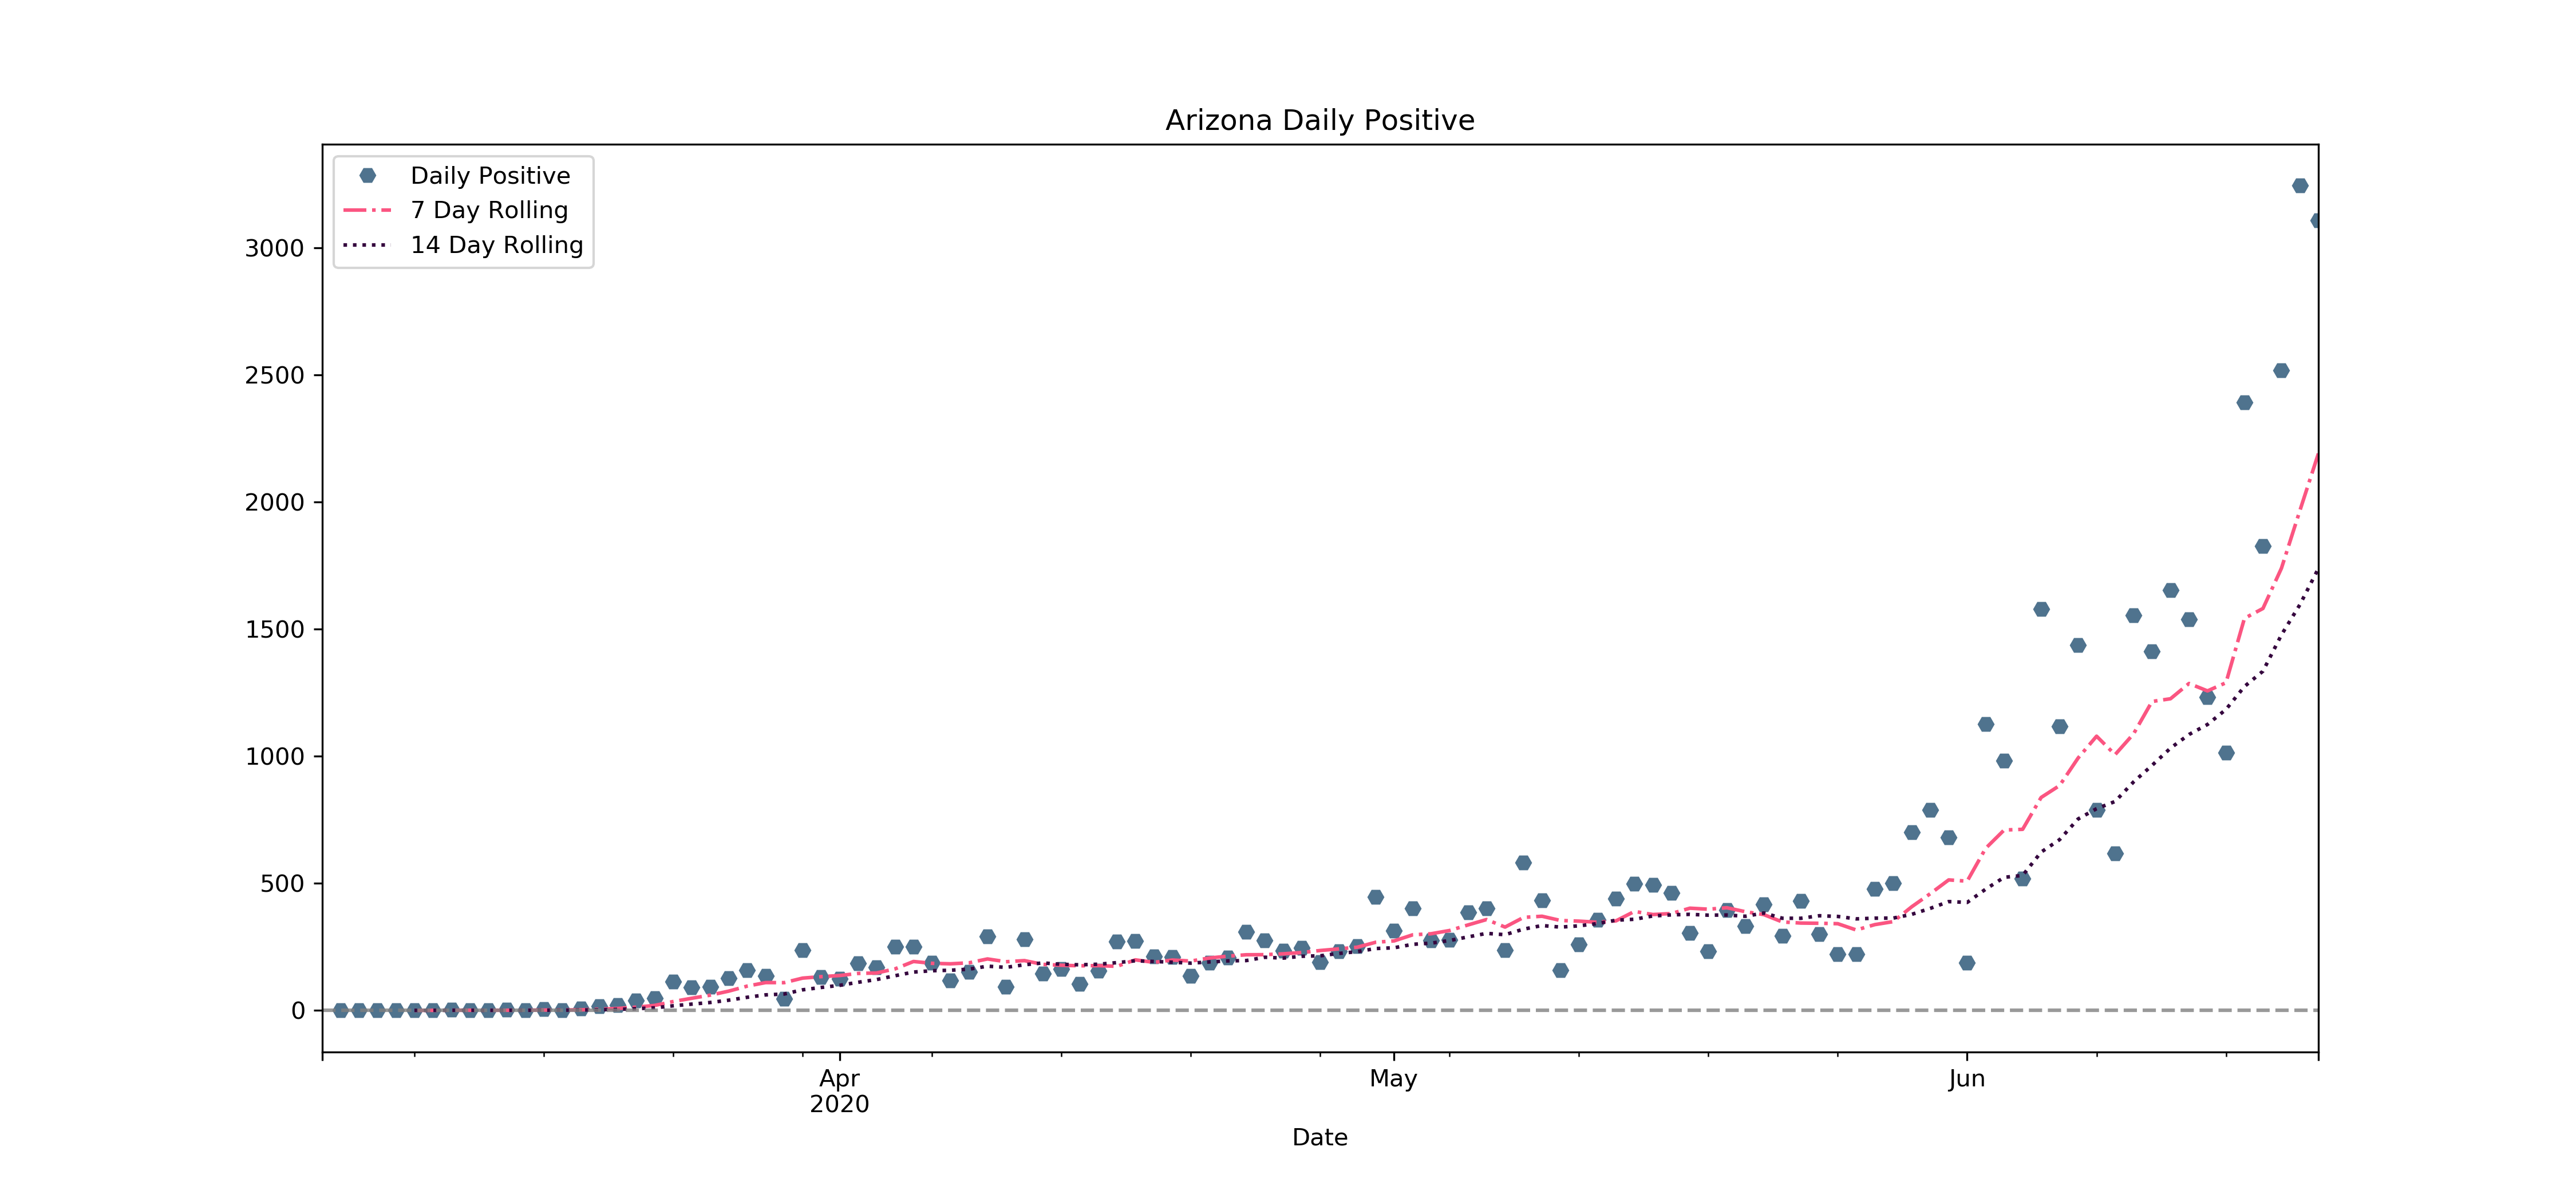 Arizona Daily Positive
Daily Positive
7 Day Rolling
14 Day Rolling
3000
2500
2000
1500
1000
500
0
Apr
2020
May
Jun
Date